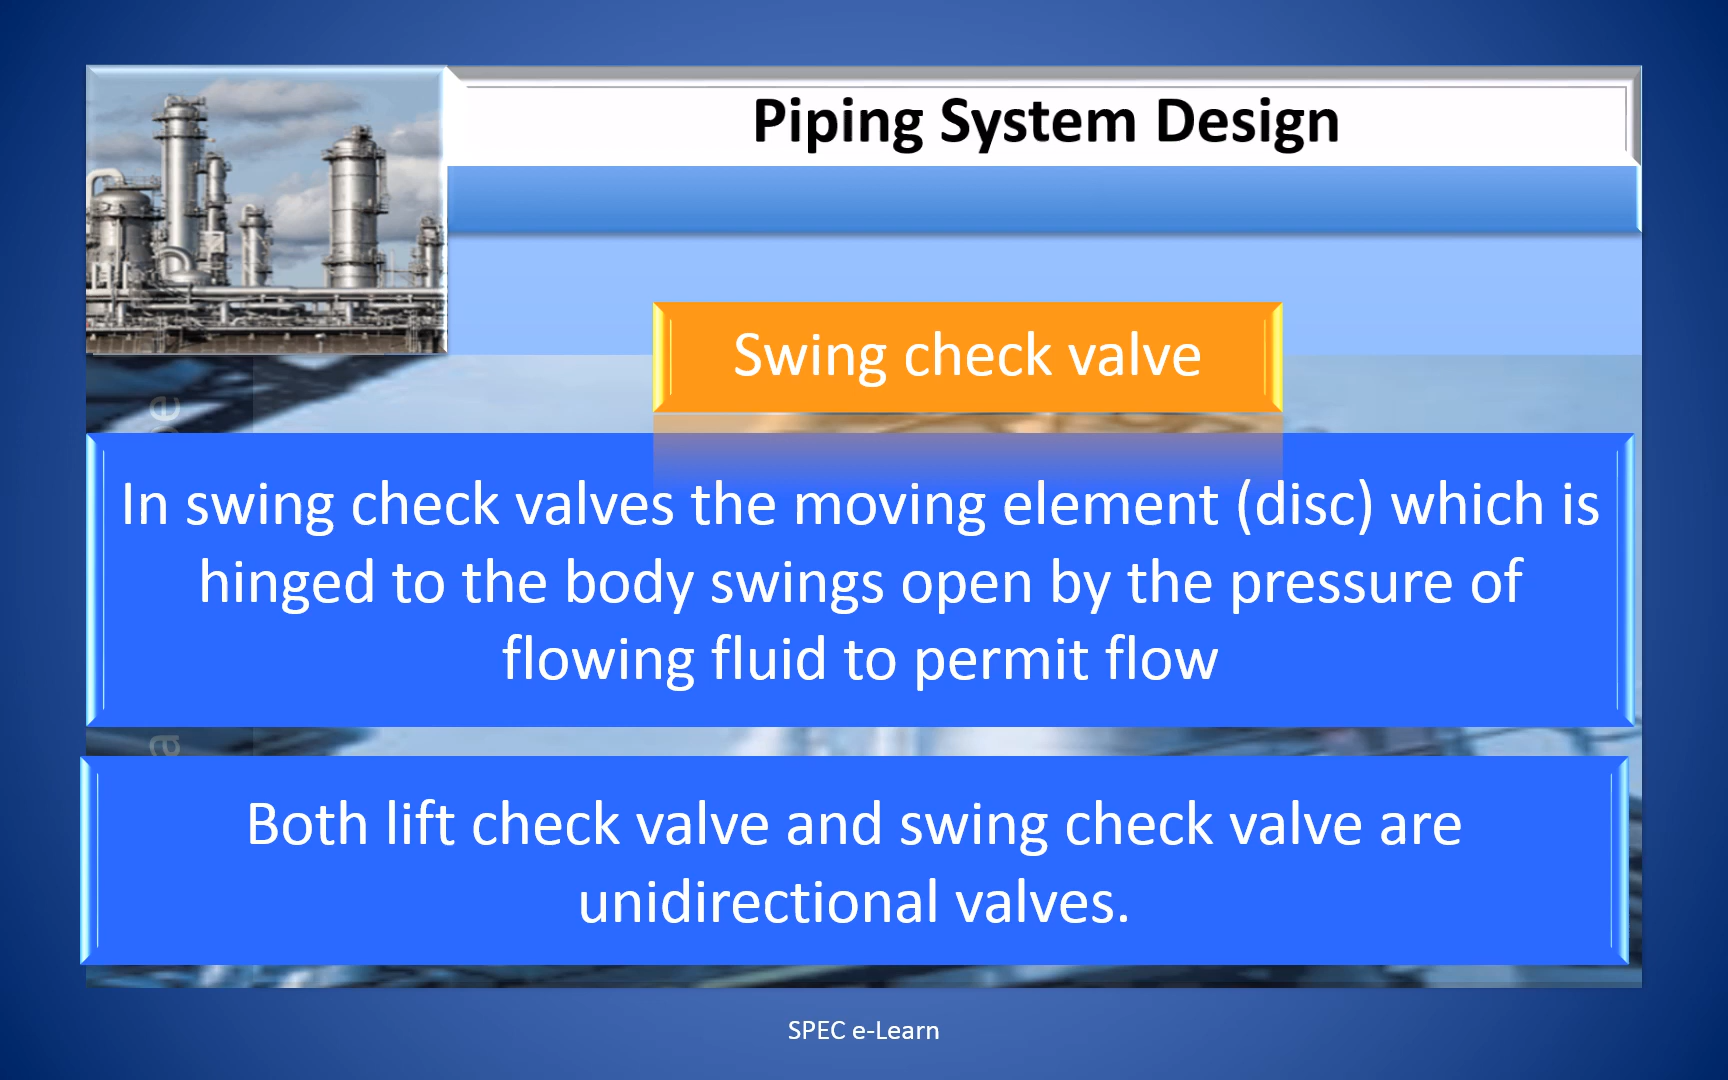 Piping System Design
Swing check valve
In swing check valves the moving element (disc) which is
hinged to the body swings open by the pressure of
flowing fluid to permit flow
Both lift check valve and swing check valve are
unidirectional valves.
SPEC e-Learn